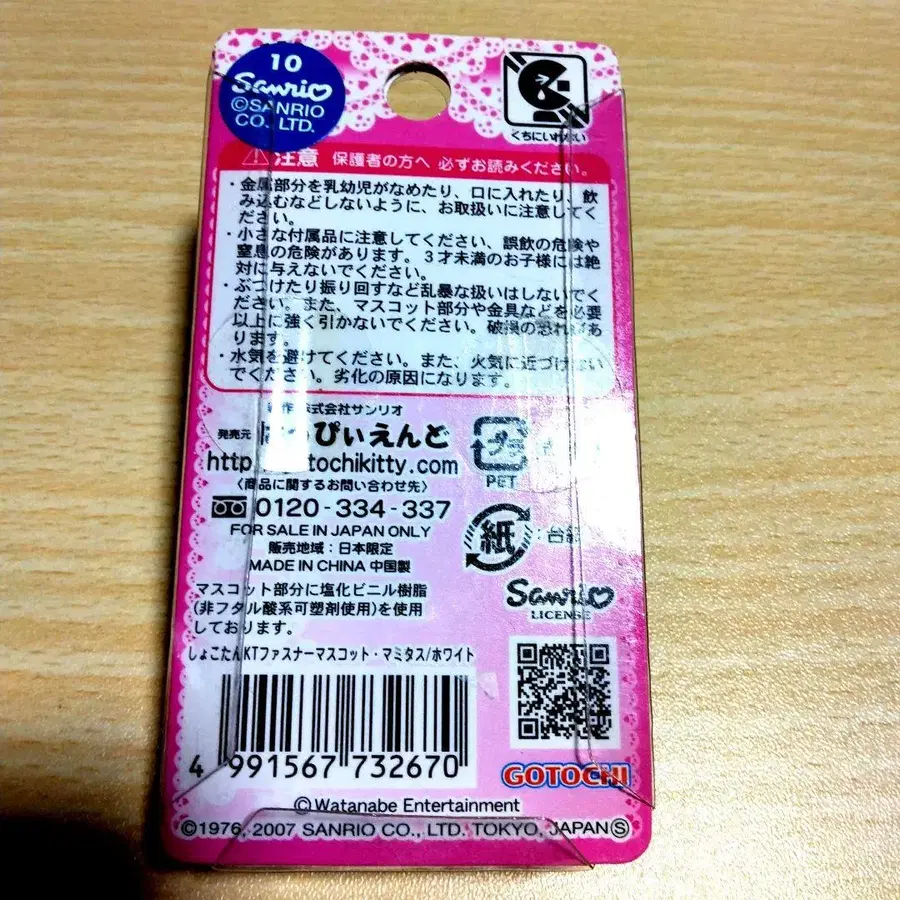 10
Sanrio
©SANRIO
CO., LTD.
くちにいれない
注意 保護者の方へ 必ずお読みください。
・金属部分を乳幼児がなめたり、口に入れたり、飲
み込むなどしないように、お取扱いに注意してく
ださい。
・小さな付属品に注意してください、誤飲の危険や
窒息の危険があります。3才未満のお子様には絶
対に与えないでください。
・ぶつけたり振り回すなど乱暴な扱いはしないでく
ださい。また、マスコット部分や金具などを必要
以上に強く引かないでください。破損の恐れがあ
ります。
・水気を避けてください。また、火気に近づけない
でください。劣化の原因になります。
株式会社サンリオ
発売元 ぴぃえんど
tochikitty.com
〈商品に関するお問い合わせ先〉
0120-334-337
FOR SALE IN JAPAN ONLY
販売地域:日本限定
MADE IN CHINA 中国製
プラ
PET
紙 :台紙
マスコット部分に塩化ビニル樹脂
(非フタル酸系可塑剤使用)を使用
しております。
Sanrio
LICENSE
しょこたんKTファスナーマスコット・マミタス/ホワイト
4 991567 732670
GOTOCHI
©Watanabe Entertainment
©1976, 2007 SANRIO CO., LTD. TOKYO, JAPAN Ⓢ